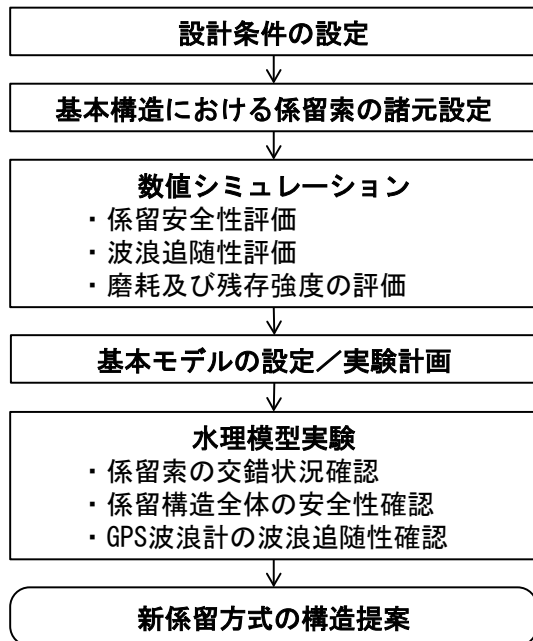 設計条件の設定
基本構造における係留索の諸元設定
数値シミュレーション
・係留安全性評価
・波浪追随性評価
・磨耗及び残存強度の評価
基本モデルの設定／実験計画
水理模型実験
・係留索の交錯状況確認
・係留構造全体の安全性確認
・GPS波浪計の波浪追随性確認
新係留方式の構造提案